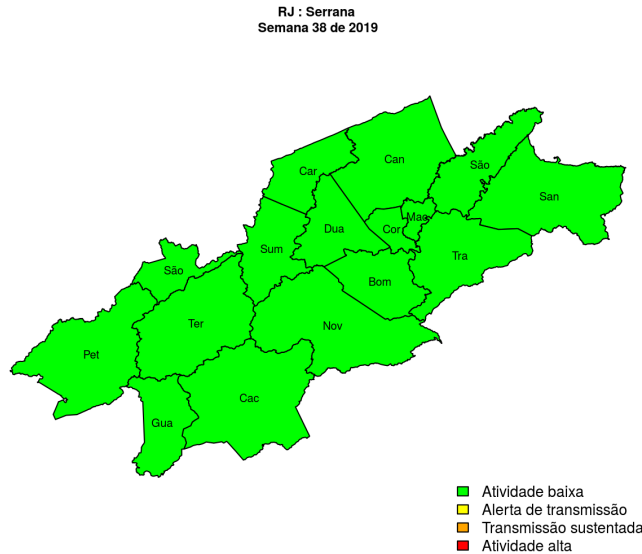 RJ : Serrana
Semana 38 de 2019
Can
São
Car
San
Mac
Dua
Cor
Sum
Tra
São
Bom
Ter
Nov
Pet
Cac
Gua
Atividade baixa
Alerta de transmissão
Transmissão sustentada
Atividade alta